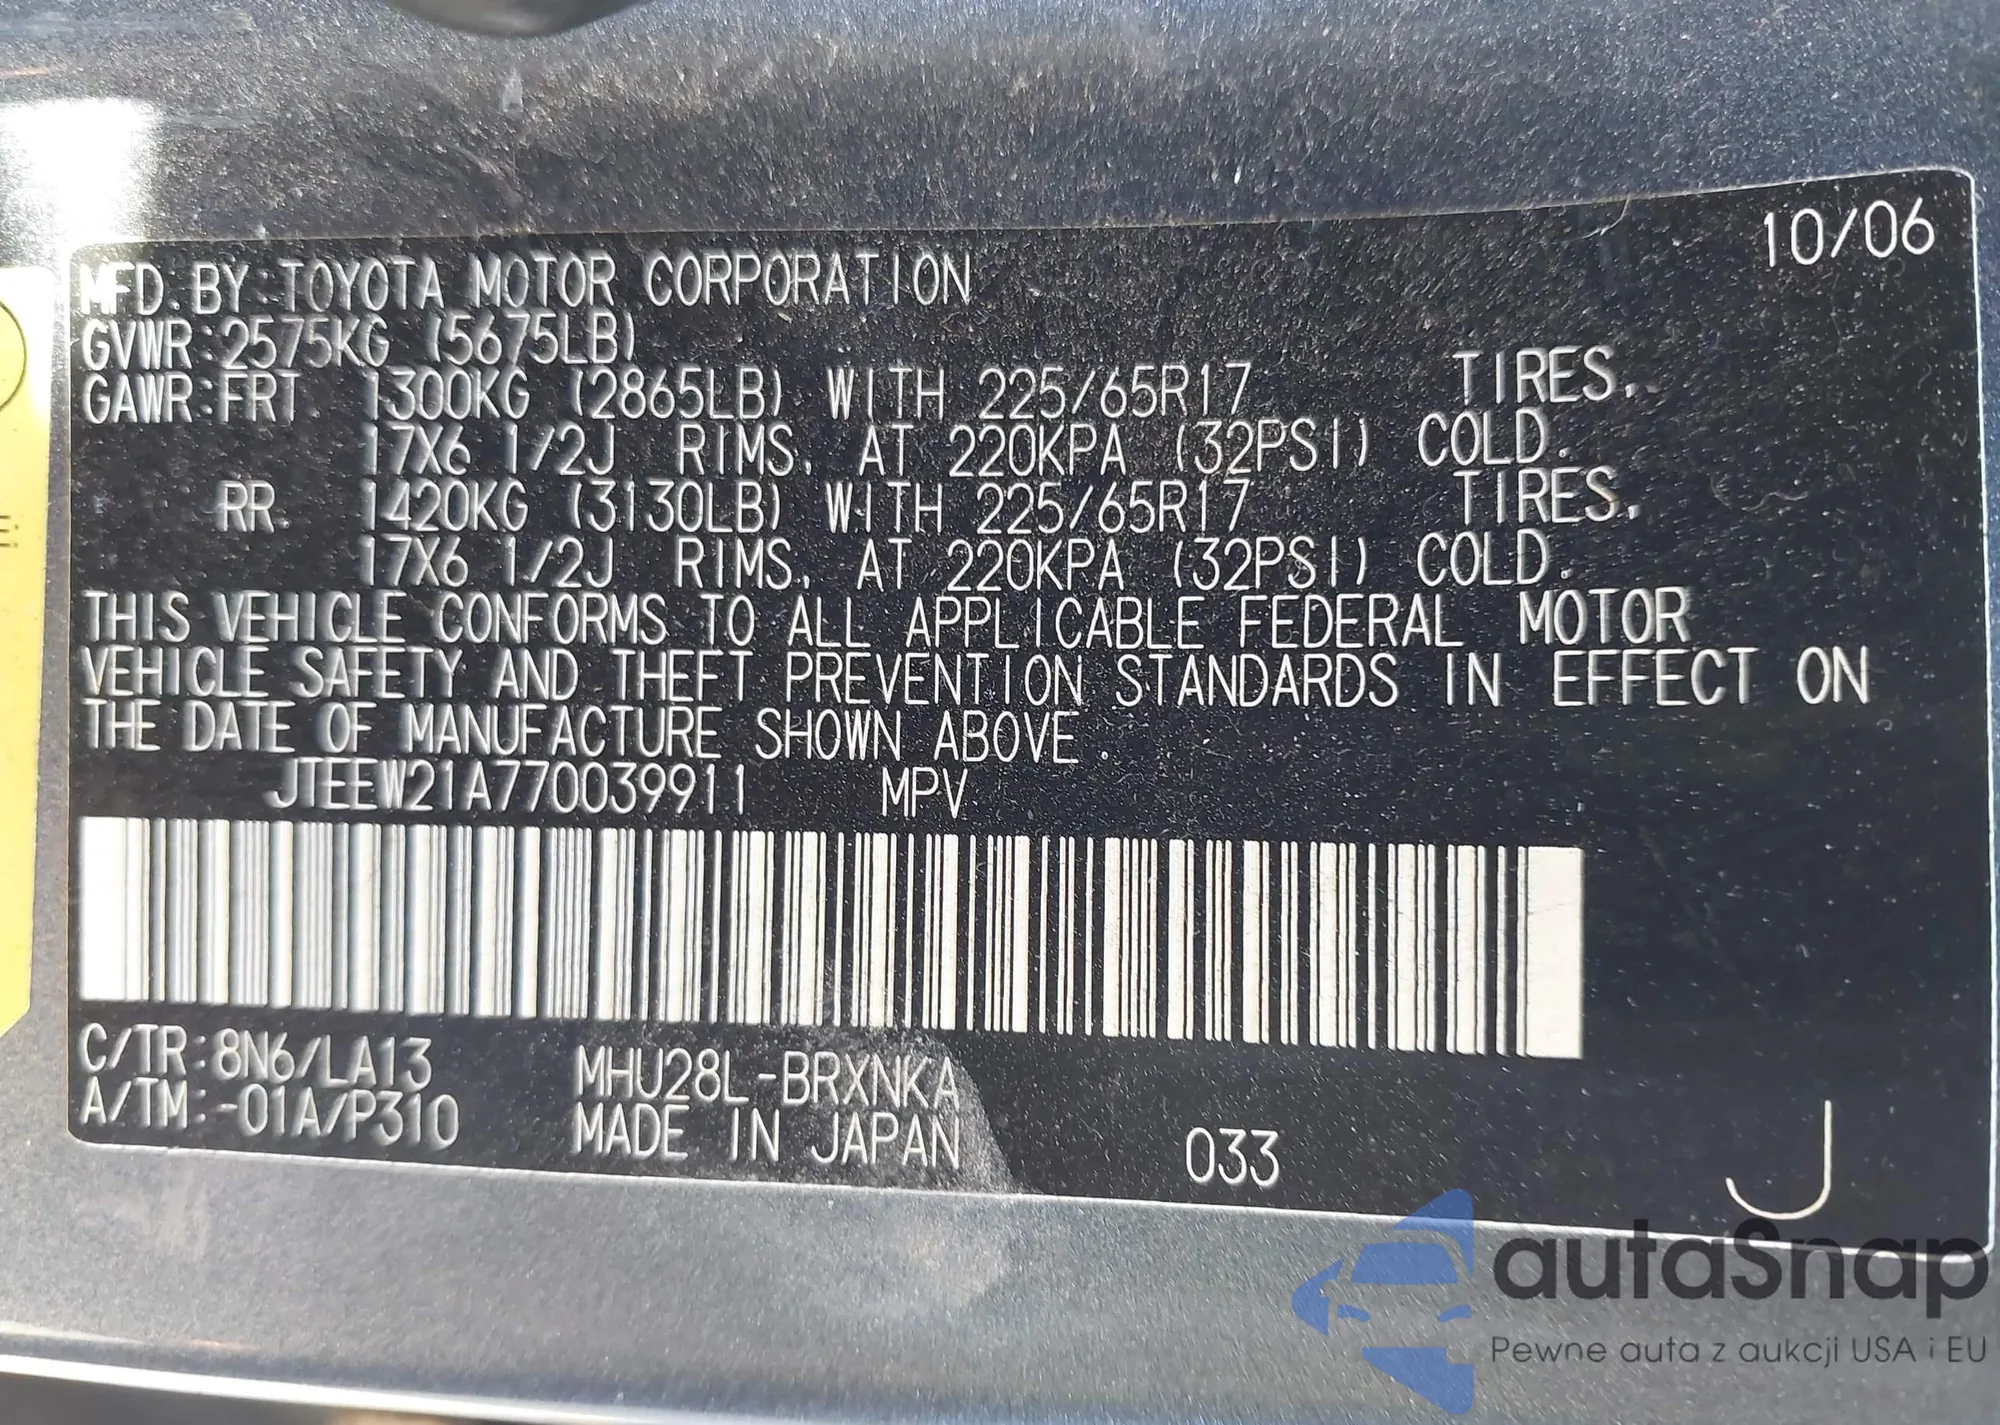 10/06
MFD. BY: TOYOTA MOTOR CORPORATION
GVWR: 2575KG (5675LB)
GAWR: FRT 1300KG (2865LB) WITH 225/65R17 TIRES,
17X6 1/2J RIMS, AT 220KPA (32PSI) COLD.
RR. 1420KG (3130LB) WITH 225/65R17 TIRES,
17X6 1/2J RIMS, AT 220KPA (32PSI) COLD.
THIS VEHICLE CONFORMS TO ALL APPLICABLE FEDERAL MOTOR
VEHICLE SAFETY AND THEFT PREVENTION STANDARDS IN EFFECT ON
THE DATE OF MANUFACTURE SHOWN ABOVE.
JTEEW21A770039911 MPV
C/TR: 8N6/LA13 MHU28L-BRXNKA
A/TM: -01A/P310 MADE IN JAPAN 033 J
autaSnap
Pewne auta z aukcji USA i EU